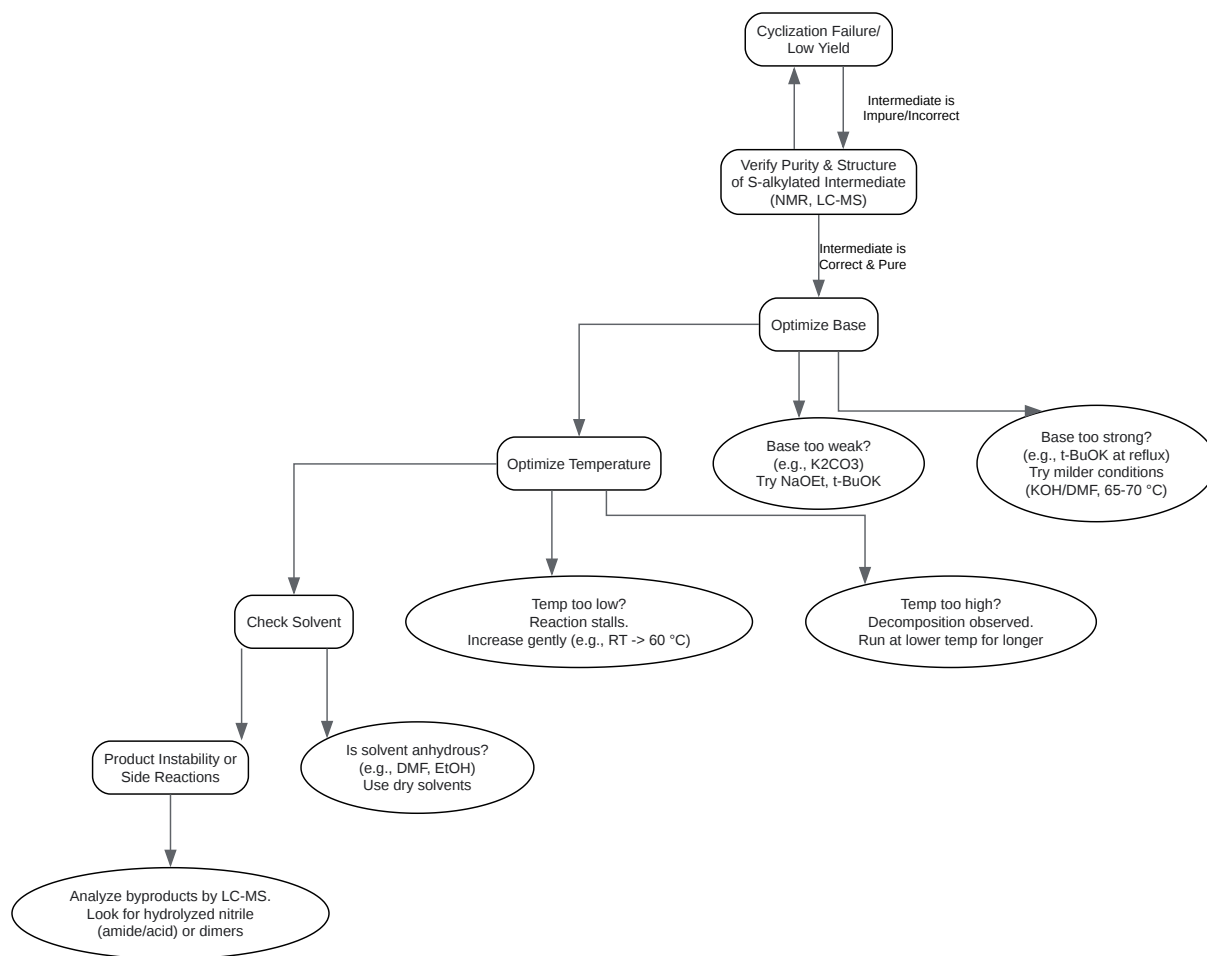 Cyclization Failure/
Low Yield
Intermediate is
Impure/Incorrect
Verify Purity & Structure
of S-alkylated Intermediate
(NMR, LC-MS)
Intermediate is
Correct & Pure
Optimize Base
Optimize Temperature
Base too weak?
(e.g., K2CO3)
Try NaOEt, t-BuOK
Base too strong?
(e.g., t-BuOK at reflux)
Try milder conditions
(KOH/DMF, 65-70 °C)
Check Solvent
Temp too low?
Reaction stalls.
Increase gently (e.g., RT -> 60 °C)
Temp too high?
Decomposition observed.
Run at lower temp for longer
Product Instability or
Side Reactions
Is solvent anhydrous?
(e.g., DMF, EtOH)
Use dry solvents
Analyze byproducts by LC-MS.
Look for hydrolyzed nitrile
(amide/acid) or dimers